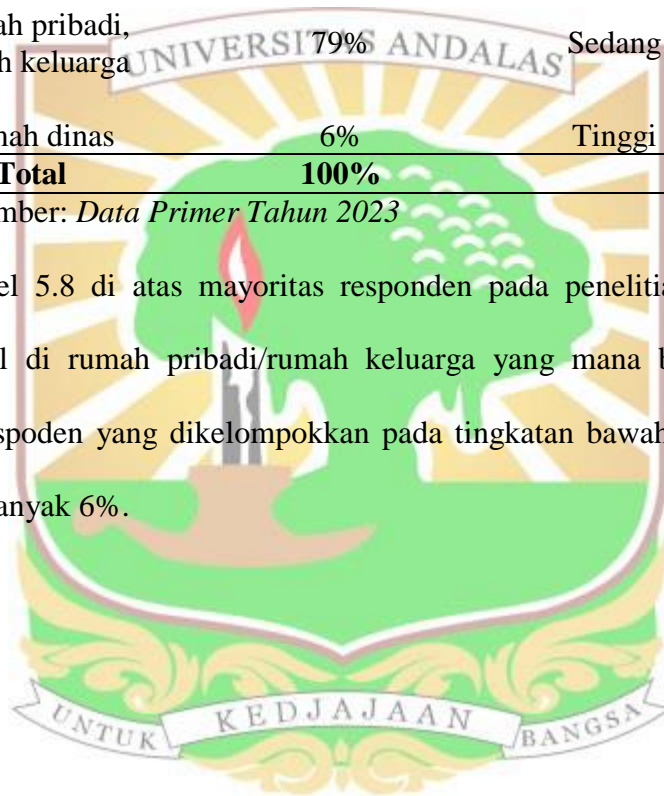 ah pribadi,
h keluarga 79% Sedang
UNIVERSITAS ANDALAS
mah dinas 6% Tinggi
Total 100%
mber: Data Primer Tahun 2023
el 5.8 di atas mayoritas responden pada penelitia
l di rumah pribadi/rumah keluarga yang mana b
spoden yang dikelompokkan pada tingkatan bawah
anyak 6%.
UNTUK KEDJAJAAN BANGSA